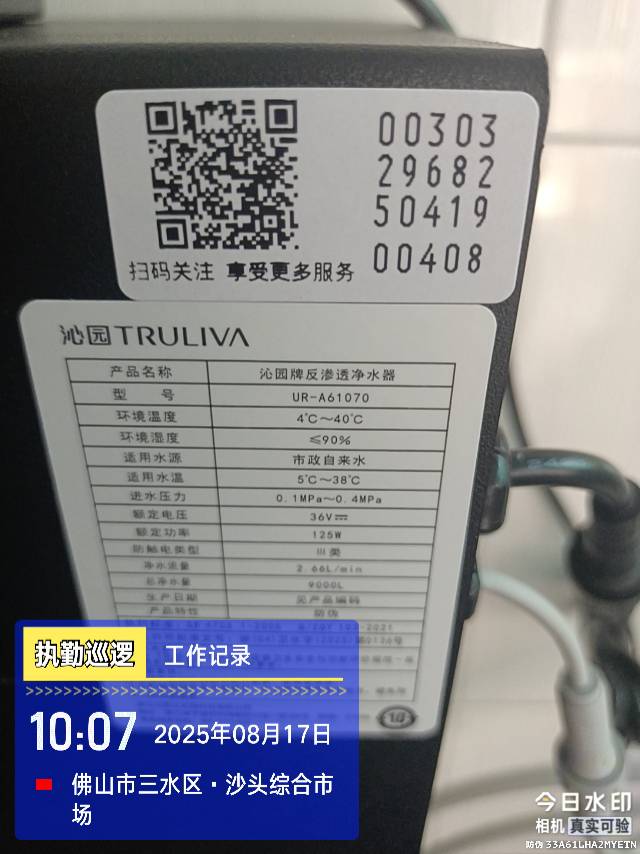 00303
29682
50419
00408
扫码关注 享受更多服务
沁园TRULIVA
产品名称 沁园牌反渗透净水器
型 号 UR-A61070
环境温度 4℃～40℃
环境湿度 ≤90%
适用水源 市政自来水
适用水温 5℃～38℃
进水压力 0.1MPa～0.4MPa
额定电压 36V⎓
额定功率 125W
防触电类型 III类
净水流量 2.66L/min
总净水量 9000L
生产日期 见产品编码
产品特性 防伪
执勤巡逻 工作记录
>>>>>>>>>>>>>>>>>>>>>>>>>>>>>>>>>>>>>>
10:07 2025年08月17日
佛山市三水区·沙头综合市
场
今日水印
相机 真实可验
防伪 33A61LHA2MYETN